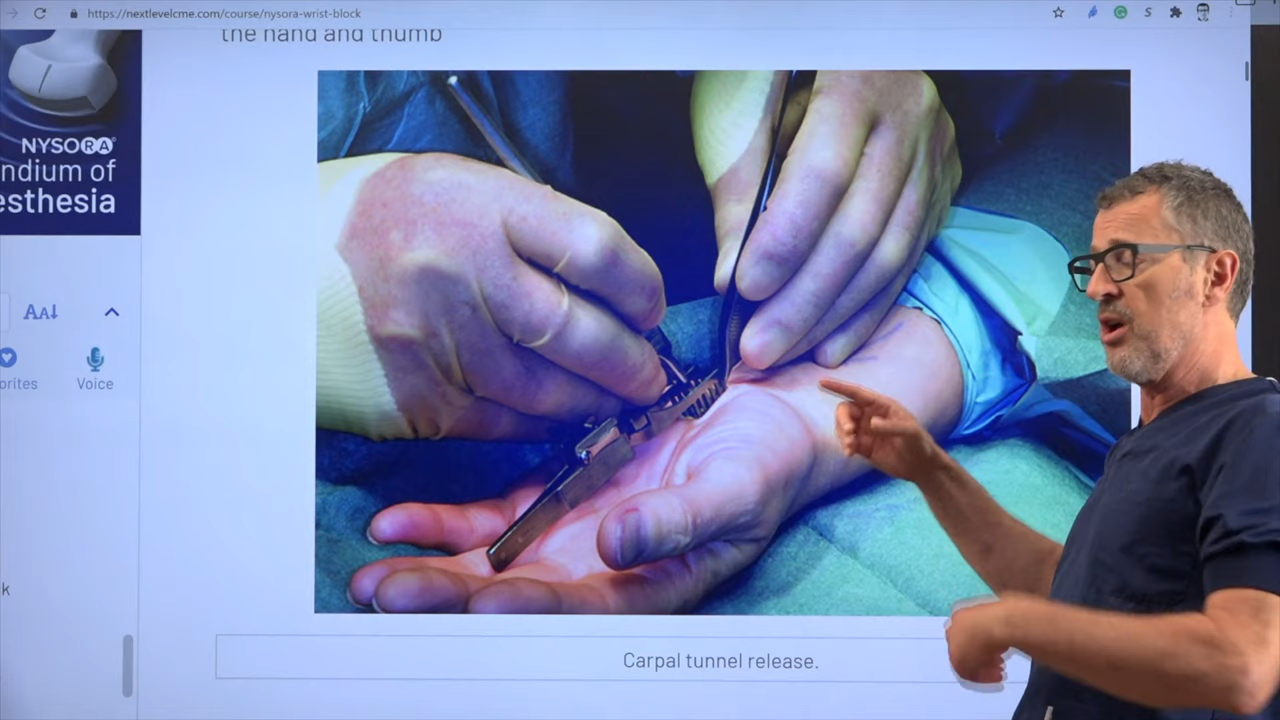 https://nextlevelcme.com/course/nysora-wrist-block
the hand and thumb
NYSORA®
ndium of
esthesia
AA
orites
Voice
k
Carpal tunnel release.